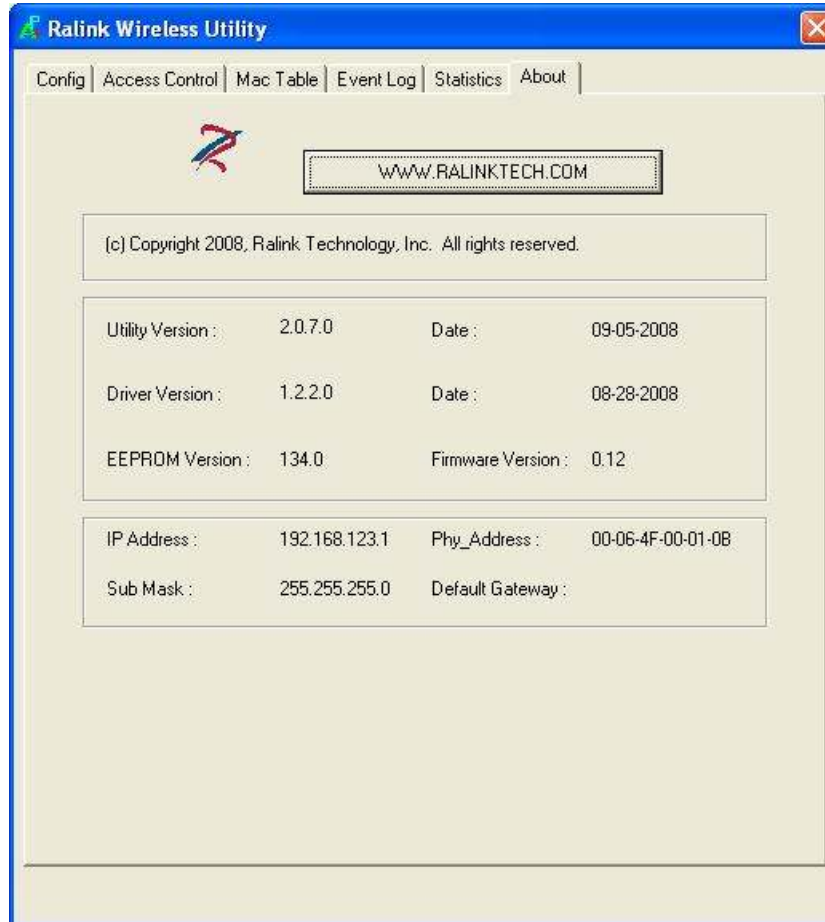 Ralink Wireless Utility
Config Access Control Mac Table Event Log Statistics About
WWW.RALINKTECH.COM
(c) Copyright 2008, Ralink Technology, Inc. All rights reserved.
Utility Version : 2.0.7.0 Date : 09-05-2008
Driver Version : 1.2.2.0 Date : 08-28-2008
EEPROM Version : 134.0 Firmware Version : 0.12
IP Address : 192.168.123.1 Phy_Address : 00-06-4F-00-01-0B
Sub Mask : 255.255.255.0 Default Gateway :